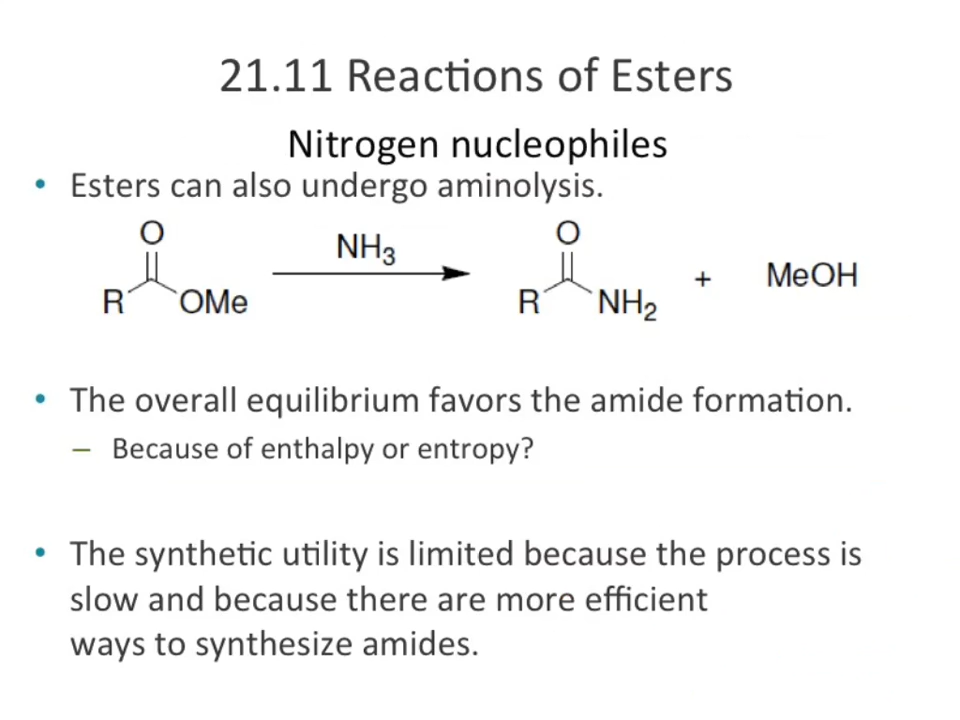 21.11 Reactions of Esters
Nitrogen nucleophiles
• Esters can also undergo aminolysis.
O
NH3
O
R
OMe
R
NH2
+
MeOH
• The overall equilibrium favors the amide formation.
– Because of enthalpy or entropy?
• The synthetic utility is limited because the process is
slow and because there are more efficient
ways to synthesize amides.